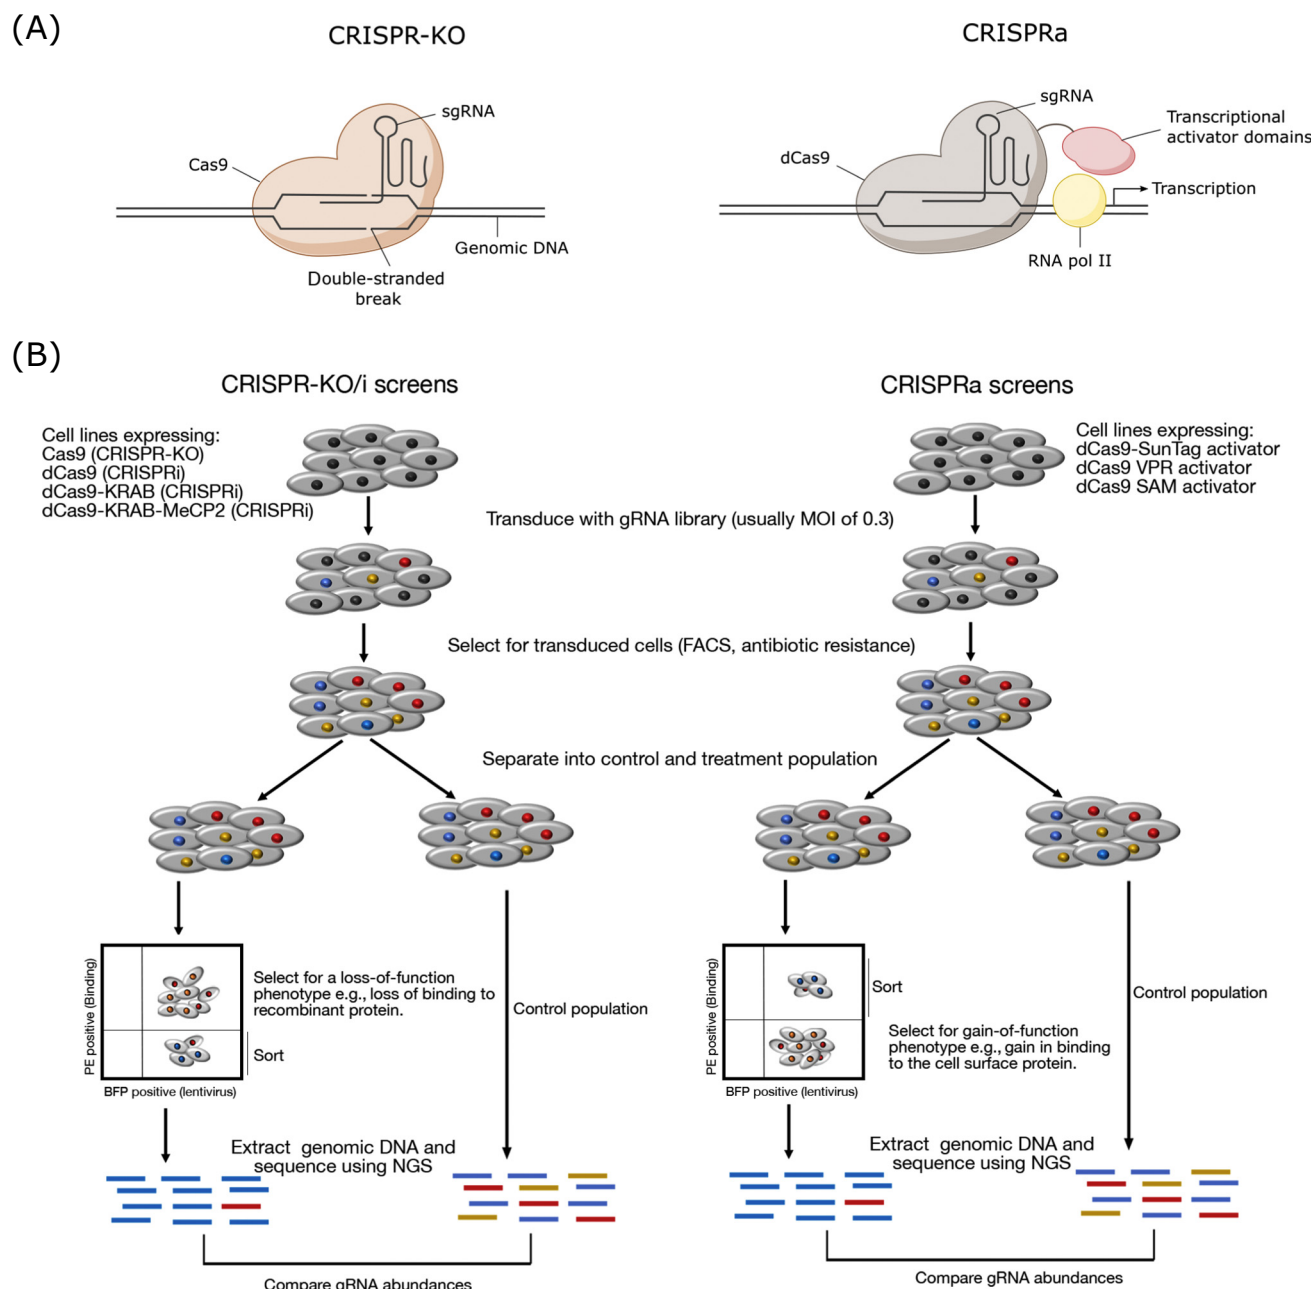 (A)
CRISPR-KO
sgRNA
Cas9
Genomic DNA
Double-stranded
break
CRISPRa
sgRNA
Transcriptional
activator domains
dCas9
Transcription
RNA pol II
(B)
CRISPR-KO/i screens
Cell lines expressing:
Cas9 (CRISPR-KO)
dCas9 (CRISPRi)
dCas9-KRAB (CRISPRi)
dCas9-KRAB-MeCP2 (CRISPRi)
CRISPRa screens
Cell lines expressing:
dCas9-SunTag activator
dCas9 VPR activator
dCas9 SAM activator
Transduce with gRNA library (usually MOI of 0.3)
Select for transduced cells (FACS, antibiotic resistance)
Separate into control and treatment population
PE positive (Binding)
BFP positive (lentivirus)
Select for a loss-of-function
phenotype e.g., loss of binding to
recombinant protein.
Sort
Control population
Extract genomic DNA and
sequence using NGS
Compare gRNA abundances
PE positive (Binding)
BFP positive (lentivirus)
Sort
Select for gain-of-function
phenotype e.g., gain in binding
to the cell surface protein.
Control population
Extract genomic DNA and
sequence using NGS
Compare gRNA abundances